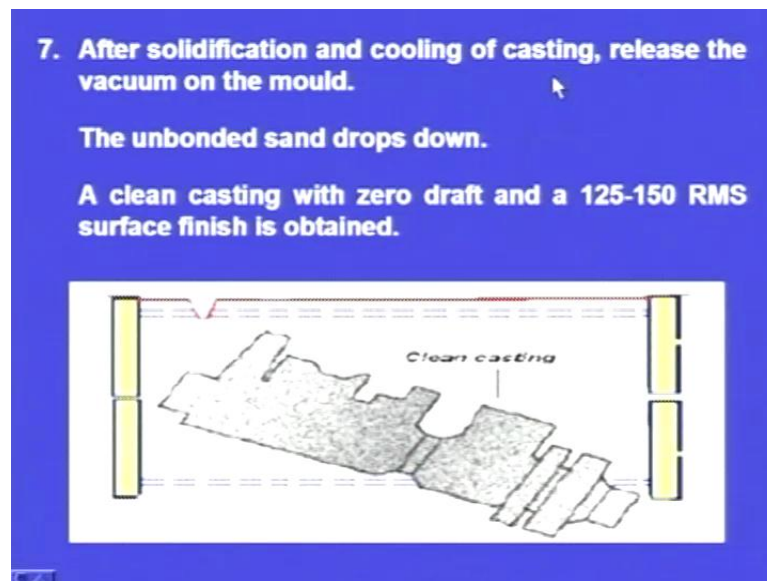 7. After solidification and cooling of casting, release the
vacuum on the mould.
The unbonded sand drops down.
A clean casting with zero draft and a 125-150 RMS
surface finish is obtained.
Clean casting